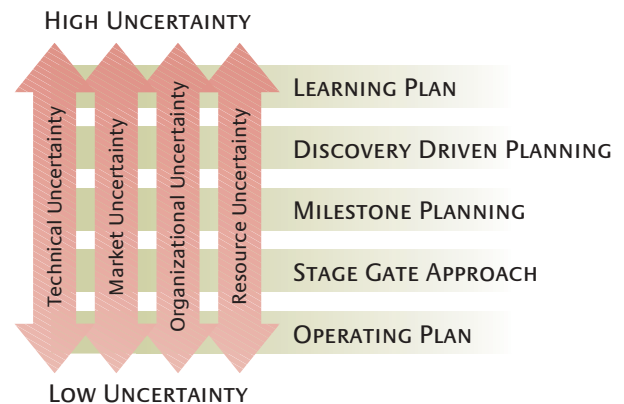 HIGH UNCERTAINTY
Technical Uncertainty
Market Uncertainty
Organizational Uncertainty
Resource Uncertainty
LEARNING PLAN
DISCOVERY DRIVEN PLANNING
MILESTONE PLANNING
STAGE GATE APPROACH
OPERATING PLAN
LOW UNCERTAINTY